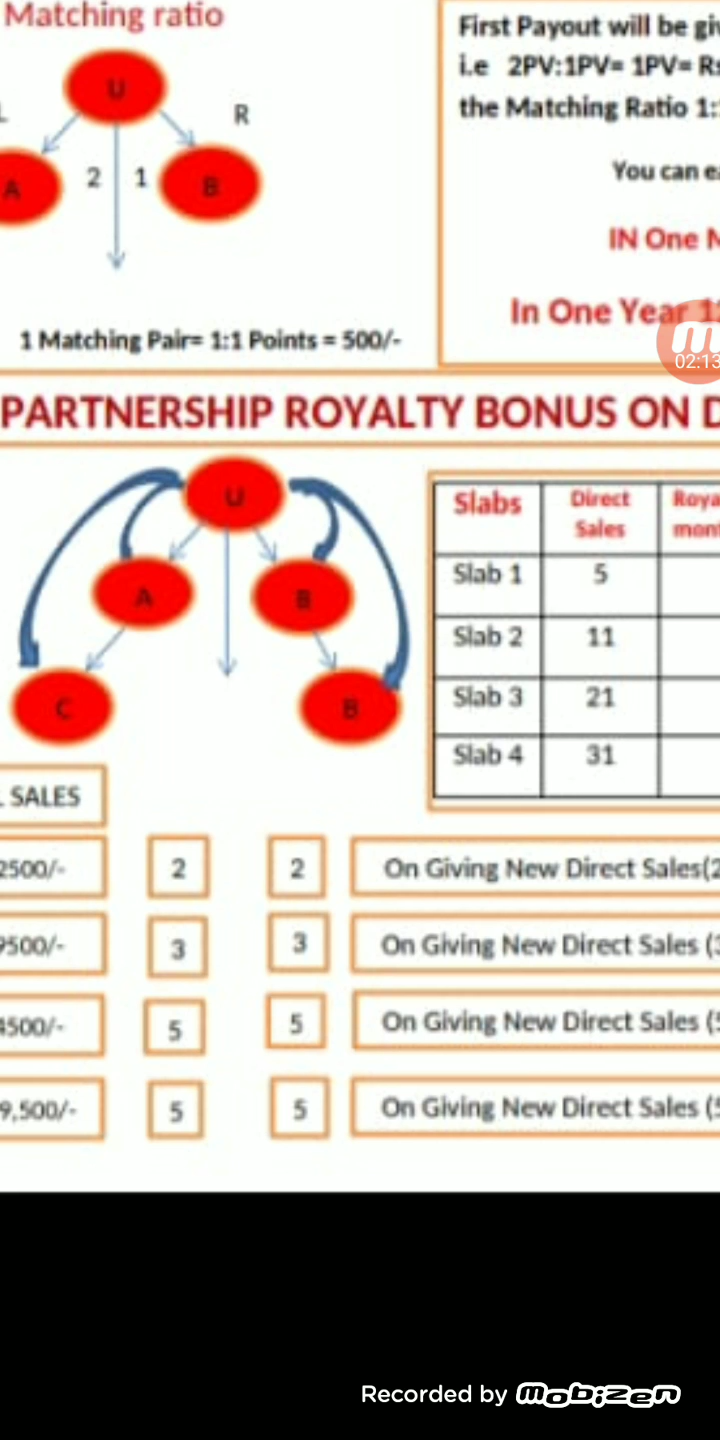 Matching ratio
U
R
A
2
1
B
1 Matching Pair= 1:1 Points = 500/-
First Payout will be
i.e 2PV:1PV= 1PV=
the Matching Ratio
You can
IN One
In One Year
02:13
PARTNERSHIP ROYALTY BONUS ON
U
A
B
C
B
Slabs Direct Sales
Slab 1 5
Slab 2 11
Slab 3 21
Slab 4 31
SALES
2500/- 2 2 On Giving New Direct Sales(2
9500/- 3 3 On Giving New Direct Sales (3
4500/- 5 5 On Giving New Direct Sales (5
9,500/- 5 5 On Giving New Direct Sales (5
Recorded by mobizen